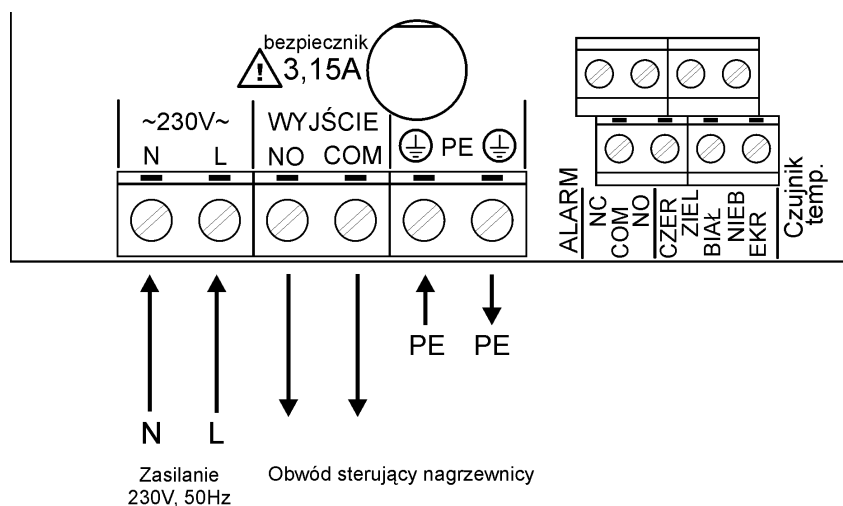 bezpiecznik
3,15A
~230V~
WYJŚCIE
N
L
NO
COM
PE
ALARM
NC
COM
NO
CZER
ZIEL
BIAŁ
NIEB
EKR
Czujnik
temp.
PE
PE
N
L
Zasilanie
230V, 50Hz
Obwód sterujący nagrzewnicy